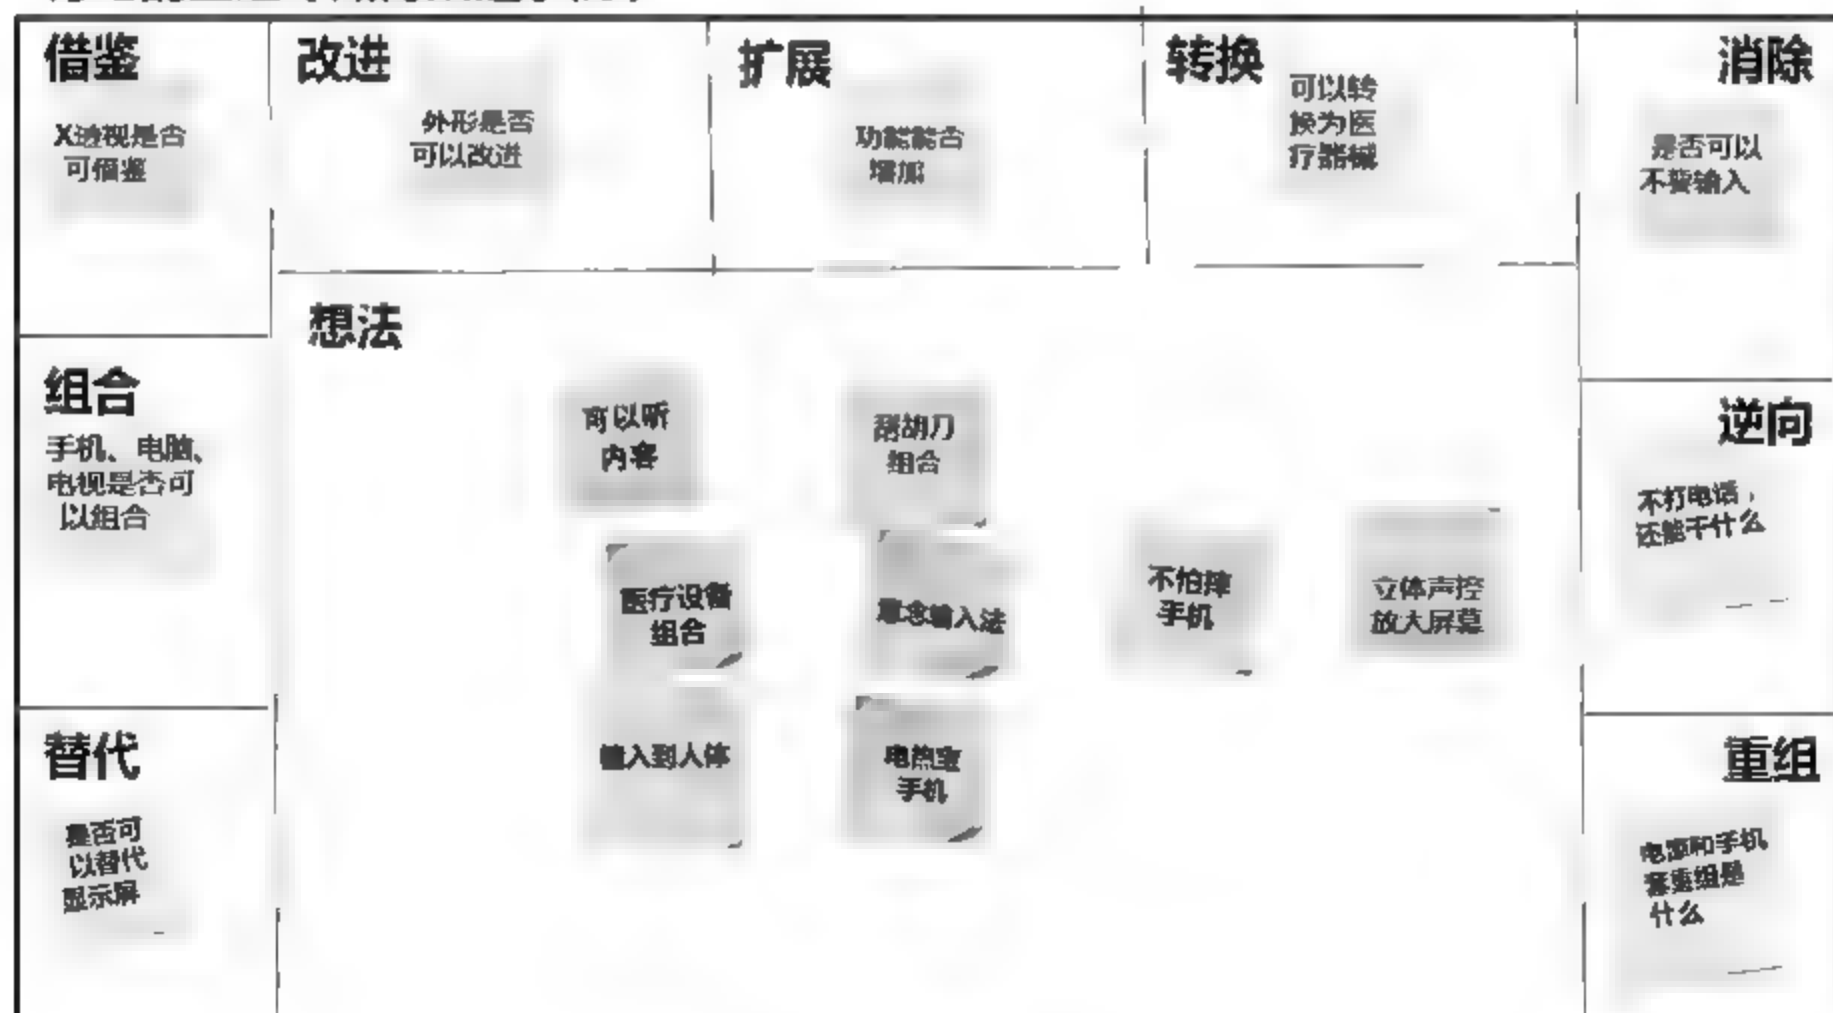 借鉴
X透视是否
可借鉴
改进
外形是否
可以改进
扩展
功能能否
增加
转换
可以转
换为医
疗器械
消除
是否可以
不要输入
组合
手机、电脑、
电视是否可
以组合
想法
可以听
内容
刮胡刀
组合
医疗设备
组合
意念输入法
不怕摔
手机
立体声控
放大屏幕
输入到人体
电热宝
手机
逆向
不打电话，
还能干什么
替代
是否可
以替代
显示屏
重组
电源和手机
套重组是
什么